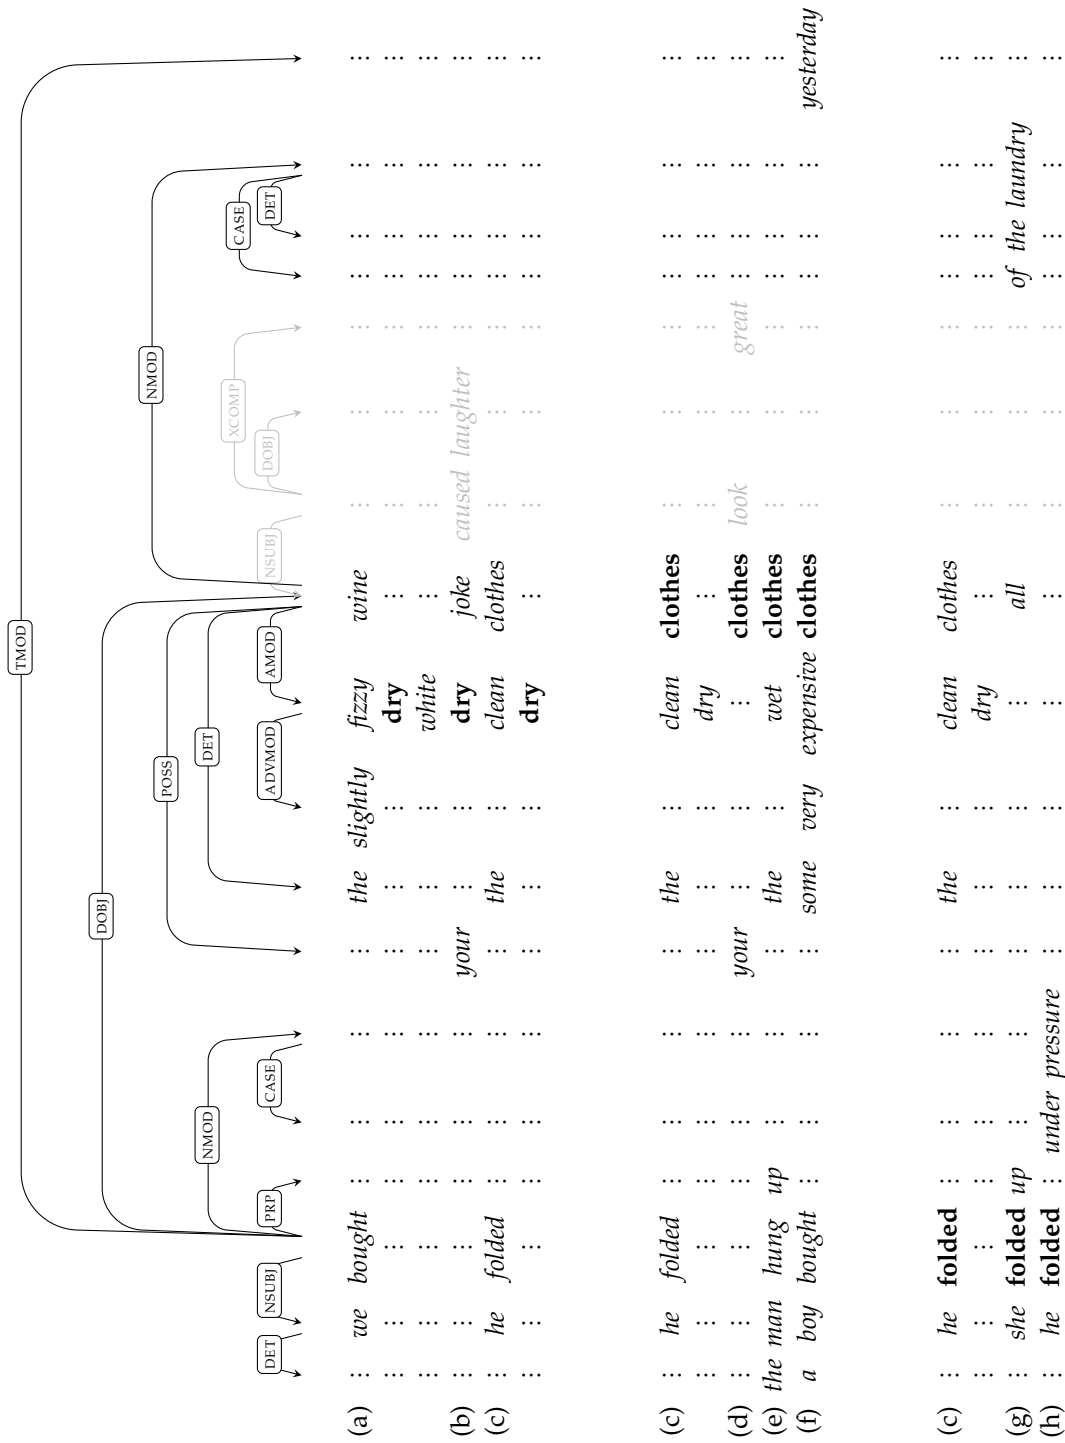 TMOD
DOBJ
NMOD
POSS
NMOD DET
XCOMP CASE
DET NSUBJ PRP CASE ADVMOD AMOD NSUBJ DOBJ DET
(a) ... we bought ... ... ... ... the slightly fizzy wine ... ... ... ... ... ... ...
... ... ... ... ... ... ... ... ... dry ... ... ... ... ... ... ... ...
... ... ... ... ... ... ... ... ... white ... ... ... ... ... ... ... ...
(b) ... ... ... ... ... ... your ... ... dry joke caused laughter ... ... ... ... ...
(c) ... he folded ... ... ... ... the ... clean clothes ... ... ... ... ... ... ...
... ... ... ... ... ... ... ... ... dry ... ... ... ... ... ... ... ...
(c) ... he folded ... ... ... ... the ... clean clothes ... ... ... ... ... ... ...
... ... ... ... ... ... ... ... ... dry ... ... ... ... ... ... ... ...
(d) ... ... ... ... ... ... your ... ... ... clothes look ... great ... ... ... ...
(e) the man hung up ... ... ... the ... wet clothes ... ... ... ... ... ... ...
(f) a boy bought ... ... ... ... some very expensive clothes ... ... ... ... ... ... yesterday
(c) ... he folded ... ... ... ... the ... clean clothes ... ... ... ... ... ... ...
... ... ... ... ... ... ... ... ... dry ... ... ... ... ... ... ... ...
(g) ... she folded up ... ... ... ... ... ... all ... ... ... of the laundry ...
(h) ... he folded ... under pressure ... ... ... ... ... ... ... ... ... ... ... ...